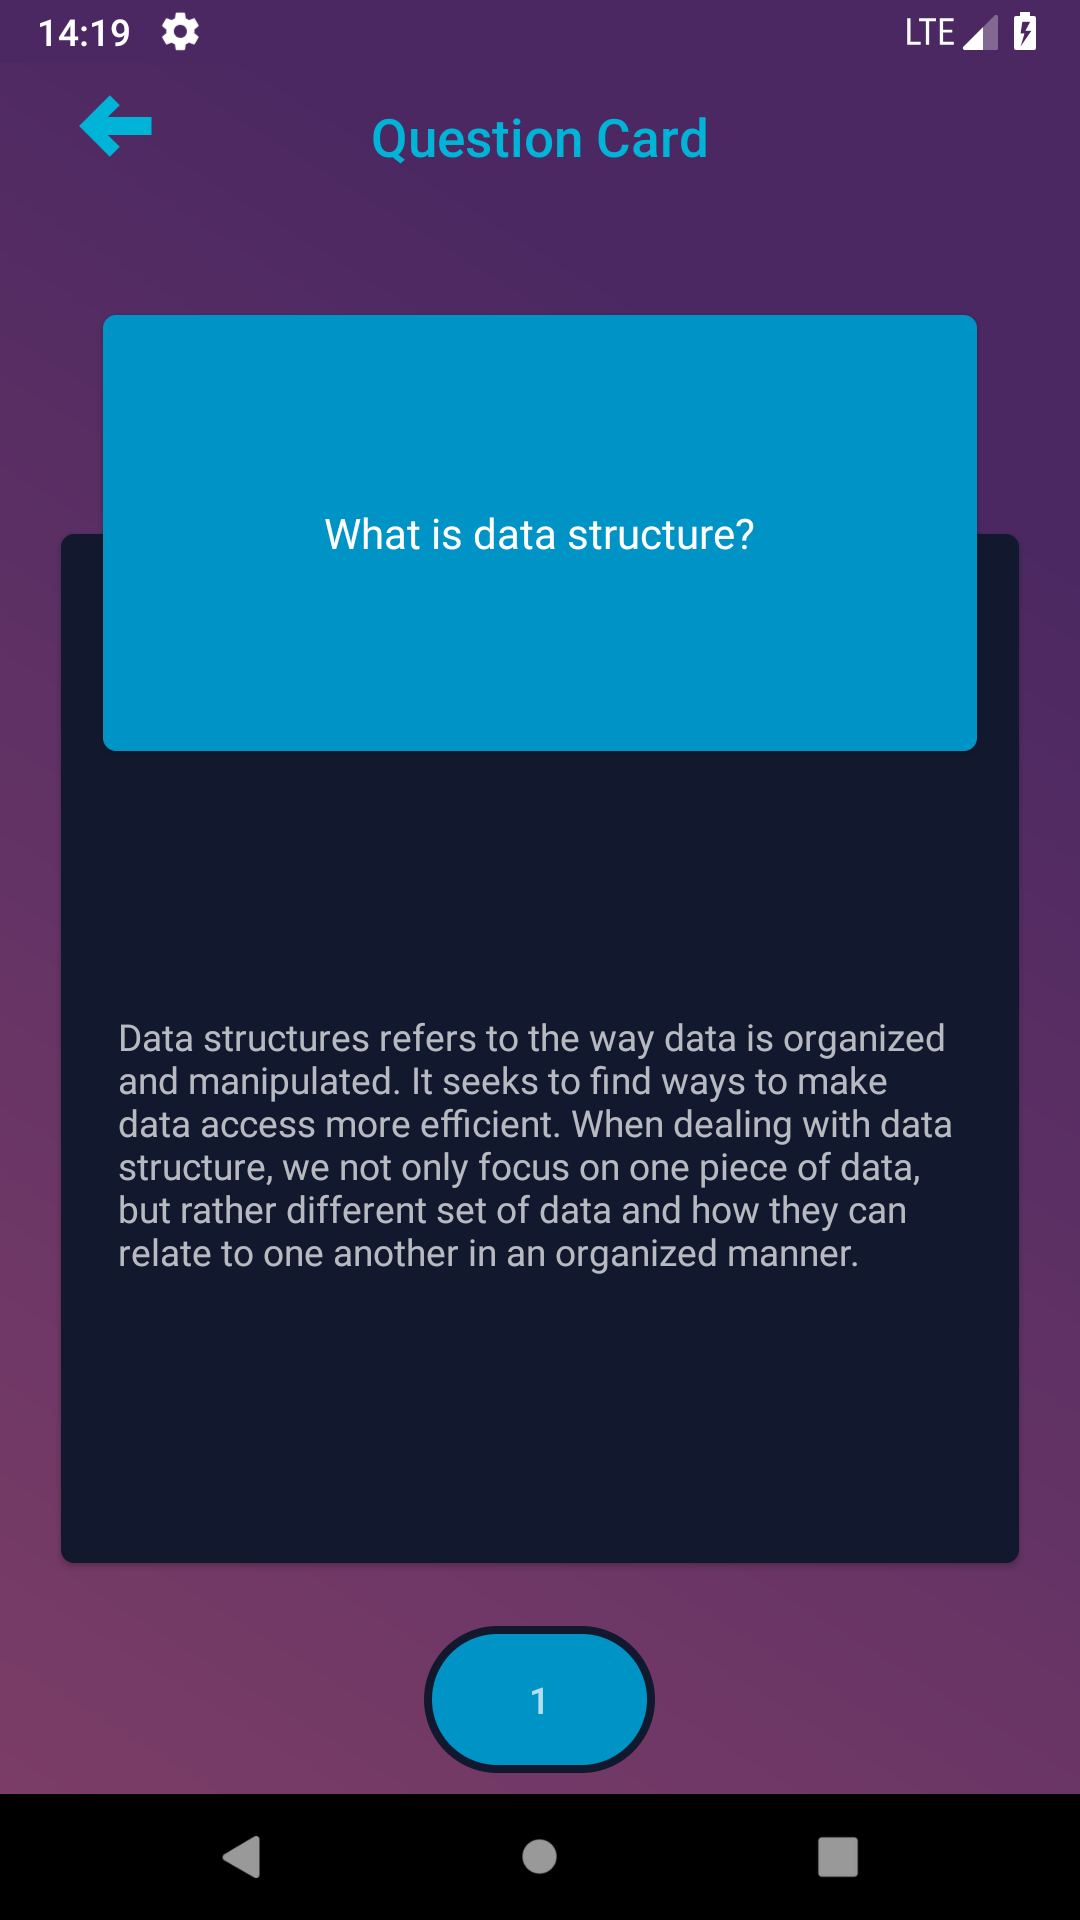 14:19
LTE
Question Card
What is data structure?
Data structures refers to the way data is organized
and manipulated. It seeks to find ways to make
data access more efficient. When dealing with data
structure, we not only focus on one piece of data,
but rather different set of data and how they can
relate to one another in an organized manner.
1